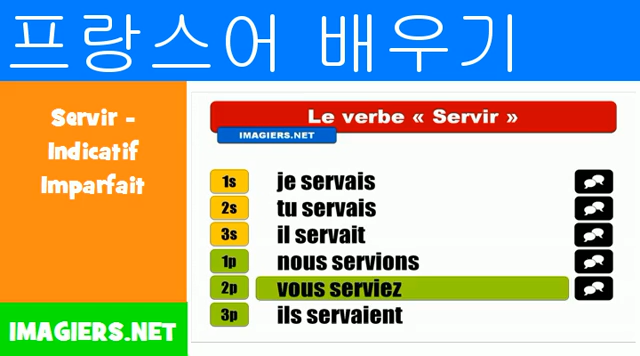 프랑스어 배우기
Servir -
Indicatif
Imparfait
IMAGIERS.NET
Le verbe « Servir »
IMAGIERS.NET
1s je servais
2s tu servais
3s il servait
1p nous servions
2p vous serviez
3p ils servaient